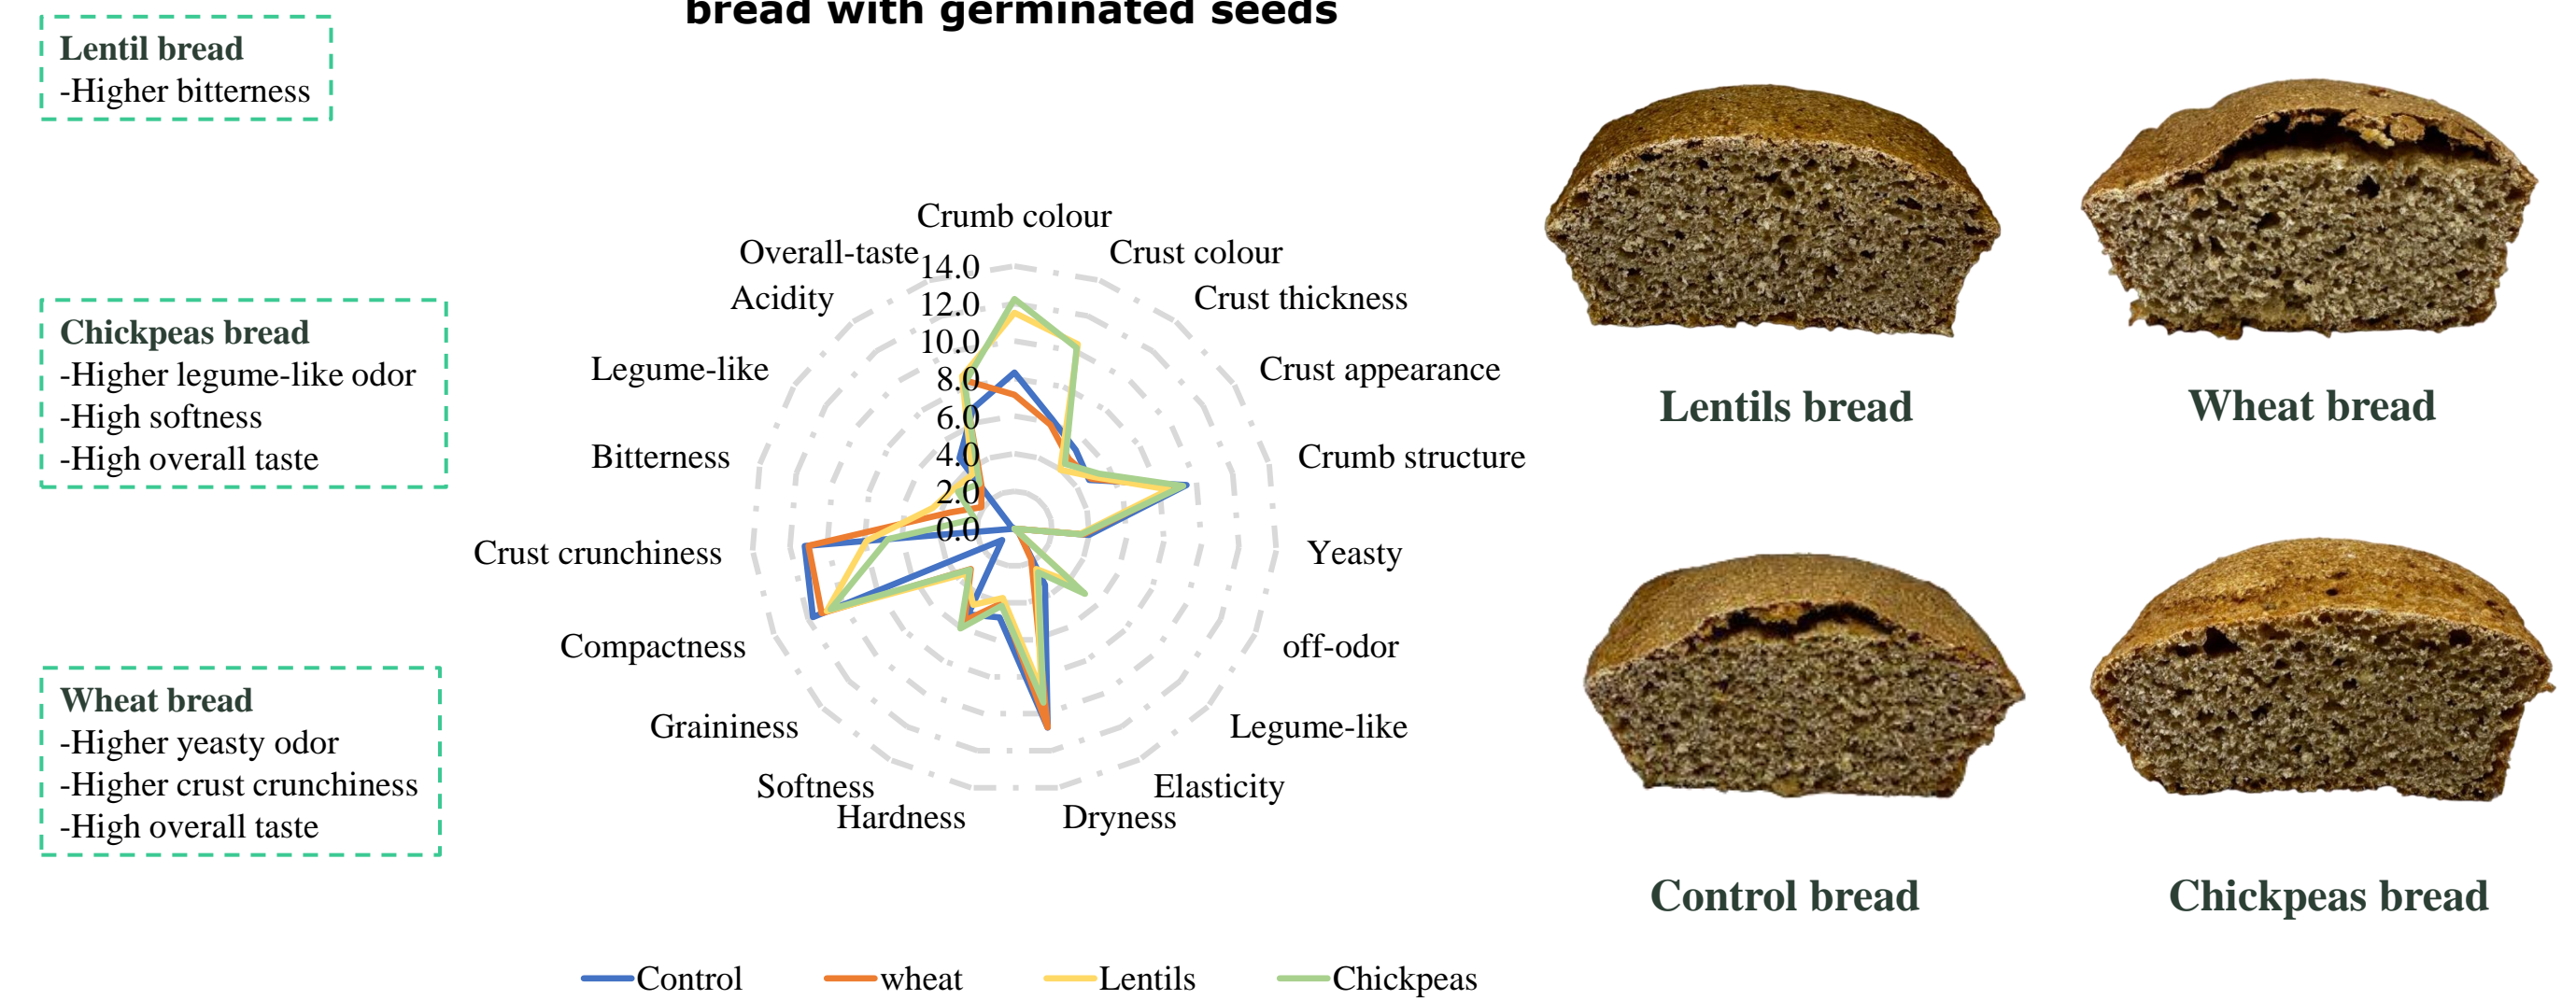 bread with germinated seeds
Lentil bread
-Higher bitterness
Chickpeas bread
-Higher legume-like odor
-High softness
-High overall taste
Wheat bread
-Higher yeasty odor
-Higher crust crunchiness
-High overall taste
Crumb colour
Crust colour
Crust thickness
Crust appearance
Crumb structure
Yeasty
off-odor
Legume-like
Elasticity
Dryness
Hardness
Softness
Graininess
Compactness
Crust crunchiness
Bitterness
Legume-like
Acidity
Overall-taste
14.0
12.0
10.0
8.0
6.0
4.0
2.0
0.0
Control
wheat
Lentils
Chickpeas
Lentils bread
Wheat bread
Control bread
Chickpeas bread